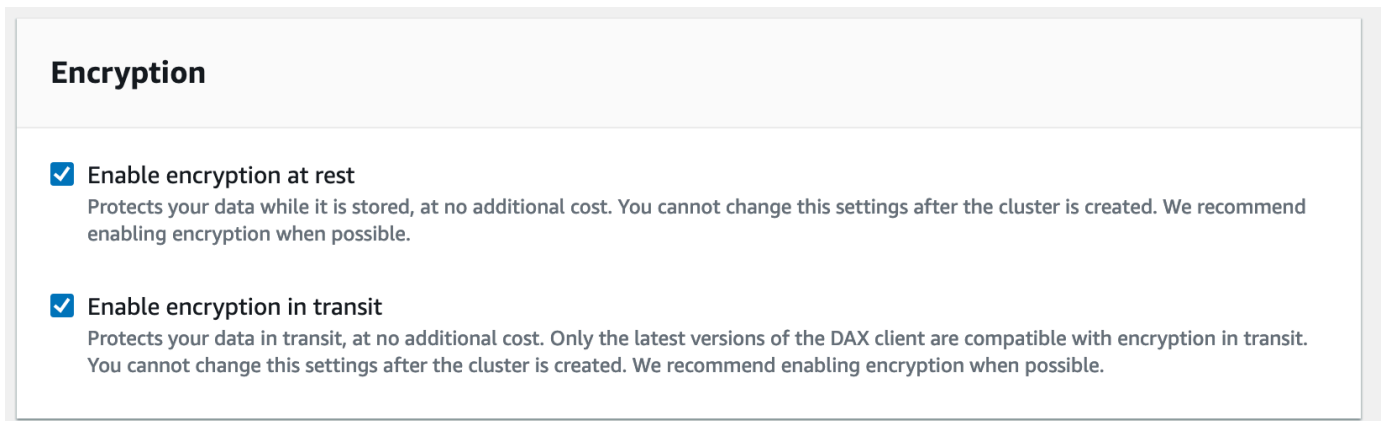 Encryption
Enable encryption at rest
Protects your data while it is stored, at no additional cost. You cannot change this settings after the cluster is created. We recommend
enabling encryption when possible.
Enable encryption in transit
Protects your data in transit, at no additional cost. Only the latest versions of the DAX client are compatible with encryption in transit.
You cannot change this settings after the cluster is created. We recommend enabling encryption when possible.